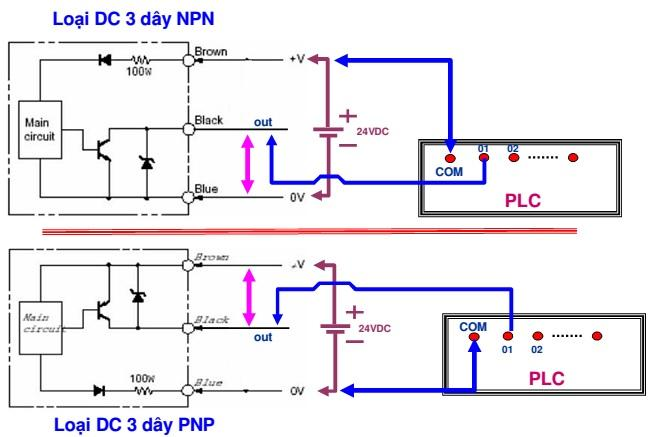 Loại DC 3 dây NPN
Brown
+V
100W
Main
circuit
Black
out
24VDC
01
02
COM
PLC
Blue
0V
Brown
+V
Main
circuit
Black
out
24VDC
COM
01
02
PLC
100W
Blue
0V
Loại DC 3 dây PNP